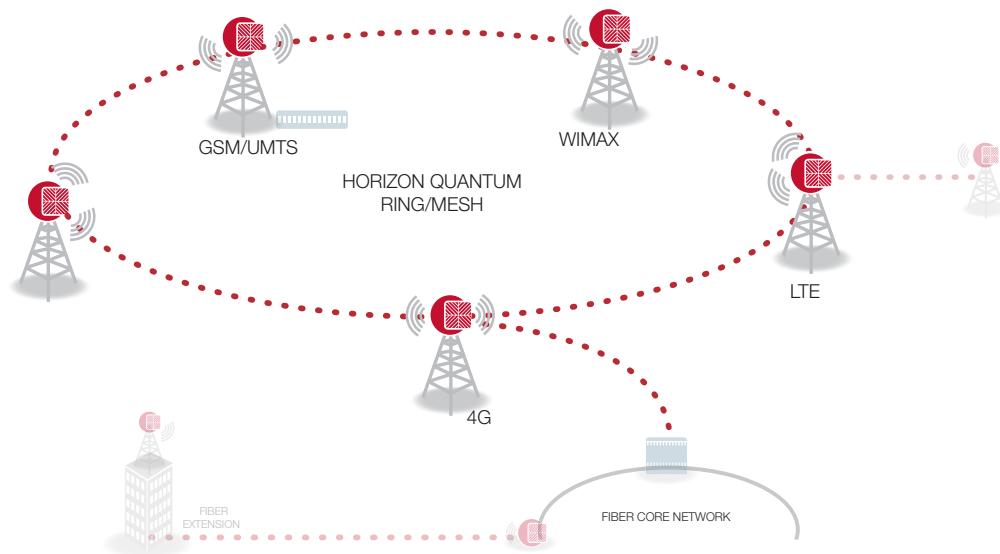 GSM/UMTS
WIMAX
HORIZON QUANTUM
RING/MESH
LTE
4G
FIBER
EXTENSION
FIBER CORE NETWORK